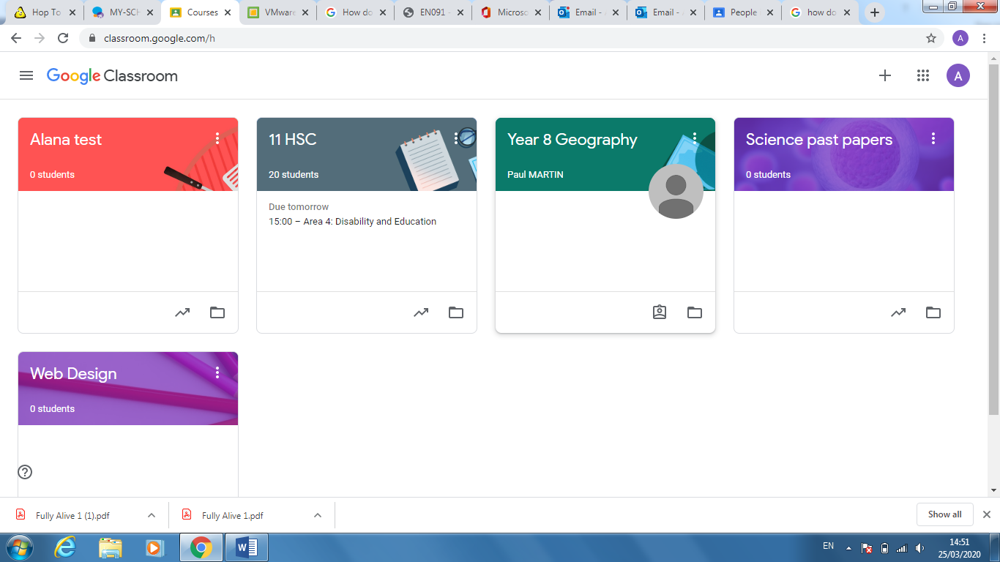 Hop To
MY-SCH
Courses
VMware
How do
EN091 -
Microso
Email -
Email -
People
how do
classroom.google.com/h
A
Google Classroom
A
Alana test
0 students
11 HSC
20 students
Due tomorrow
15:00 – Area 4: Disability and Education
Year 8 Geography
Paul MARTIN
Science past papers
0 students
Web Design
0 students
Fully Alive 1 (1).pdf
Fully Alive 1.pdf
Show all
EN
14:51
25/03/2020